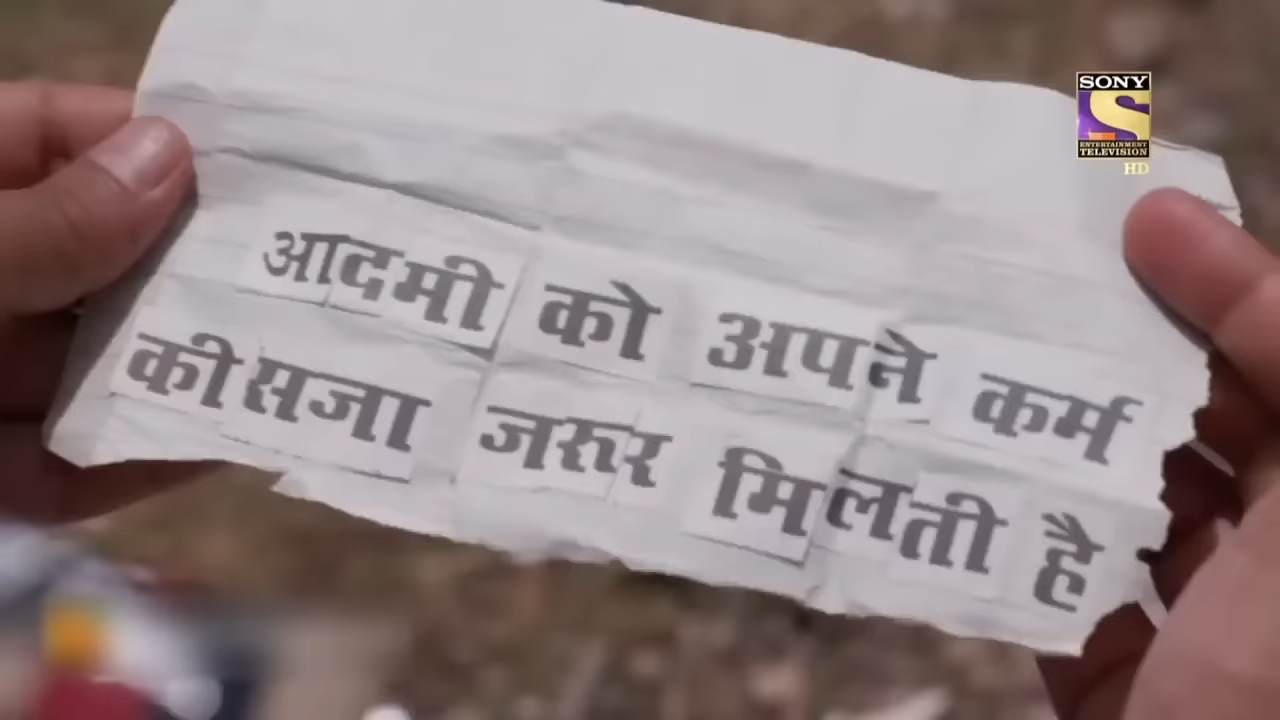 SONY
ENTERTAINMENT
TELEVISION
HD
आदमी को अपने कर्म
की सजा जरूर मिलती है